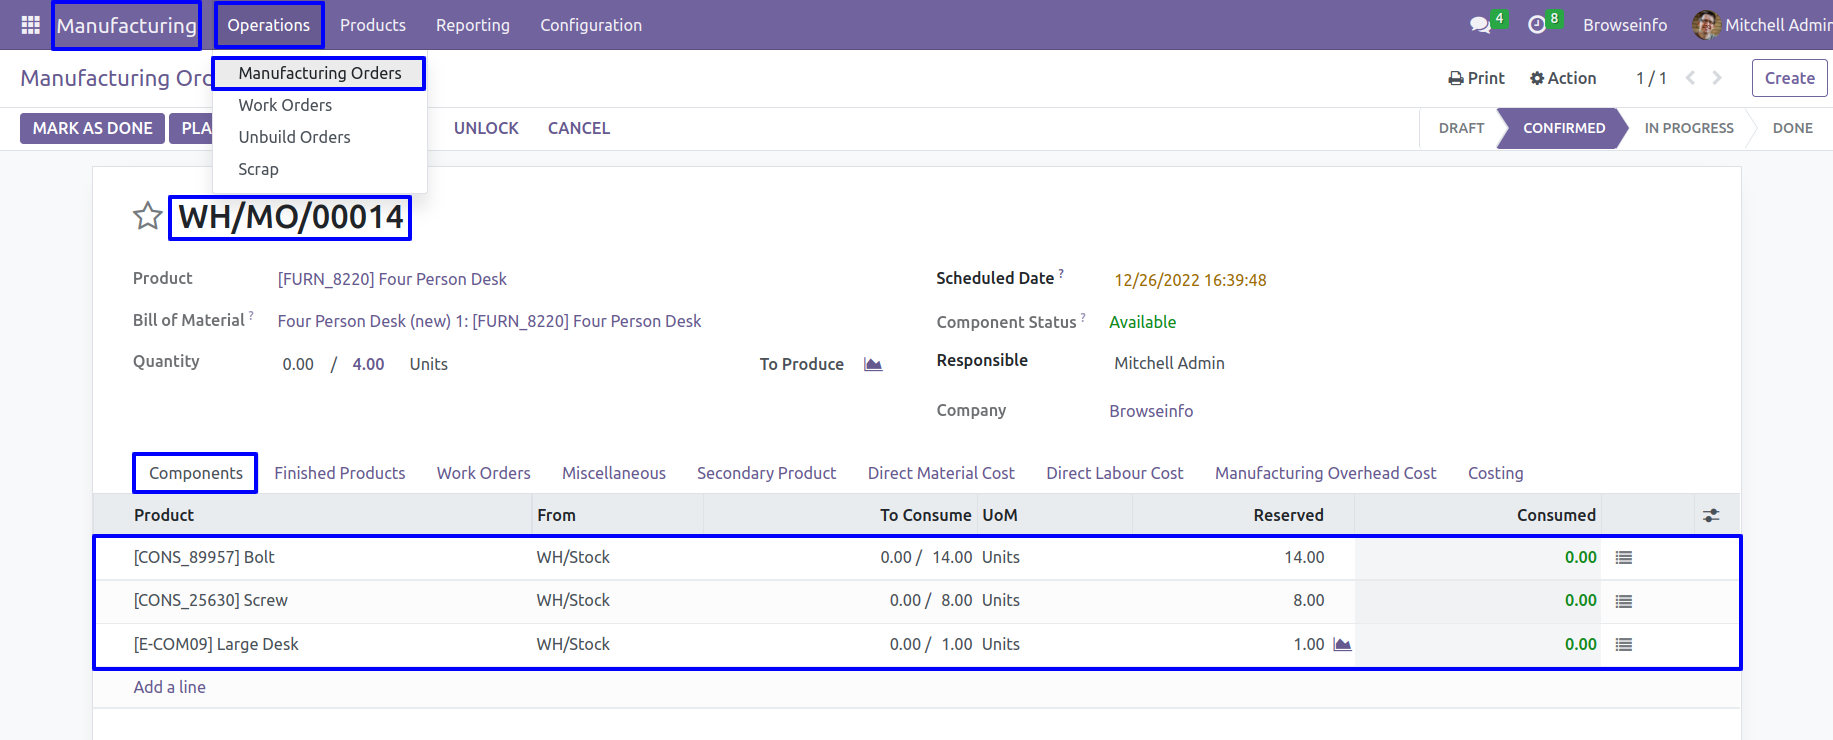 Manufacturing Operations Products Reporting Configuration 4 8 Browseinfo Mitchell Admin
Manufacturing Orders
Print Action 1 / 1 Create
Manufacturing Orders
Work Orders
Unbuild Orders
Scrap
MARK AS DONE UNLOCK CANCEL DRAFT CONFIRMED IN PROGRESS DONE
WH/MO/00014
Product [FURN_8220] Four Person Desk
Bill of Material ? Four Person Desk (new) 1: [FURN_8220] Four Person Desk
Quantity 0.00 / 4.00 Units To Produce
Scheduled Date ? 12/26/2022 16:39:48
Component Status ? Available
Responsible Mitchell Admin
Company Browseinfo
Components Finished Products Work Orders Miscellaneous Secondary Product Direct Material Cost Direct Labour Cost Manufacturing Overhead Cost Costing
Product From To Consume UoM Reserved Consumed
[CONS_89957] Bolt WH/Stock 0.00 / 14.00 Units 14.00 0.00
[CONS_25630] Screw WH/Stock 0.00 / 8.00 Units 8.00 0.00
[E-COM09] Large Desk WH/Stock 0.00 / 1.00 Units 1.00 0.00
Add a line